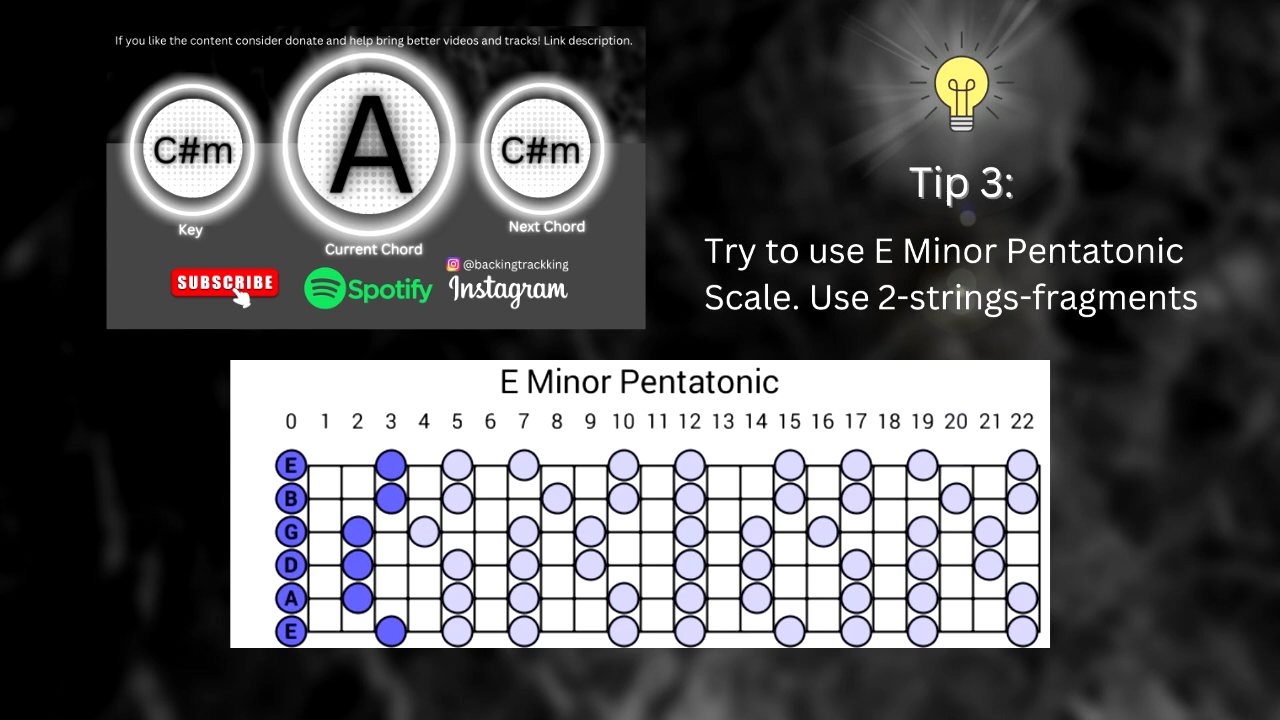 If you like the content consider donate and help bring better videos and tracks! Link description.
C#m
A
C#m
Key
Current Chord
Next Chord
SUBSCRIBE
Spotify
@backingtrackking
Instagram
Tip 3:
Try to use E Minor Pentatonic
Scale. Use 2-strings-fragments
E Minor Pentatonic
0 1 2 3 4 5 6 7 8 9 10 11 12 13 14 15 16 17 18 19 20 21 22
E
B
G
D
A
E